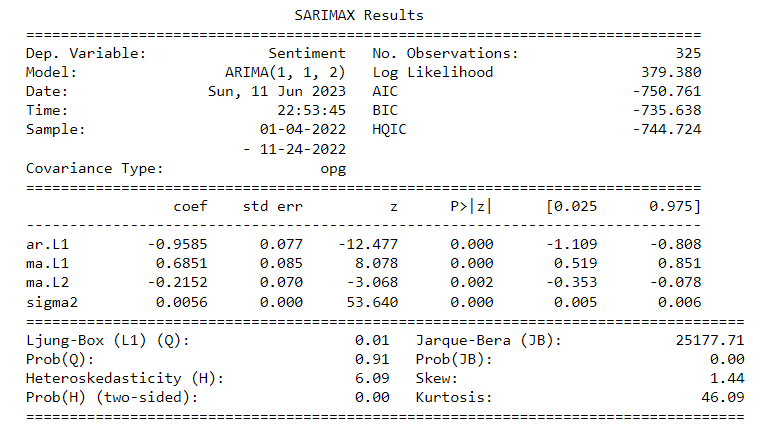 SARIMAX Results
==============================================================================
Dep. Variable:              Sentiment   No. Observations:                  325
Model:                 ARIMA(1, 1, 2)   Log Likelihood                 379.380
Date:                Sun, 11 Jun 2023   AIC                           -750.761
Time:                        22:53:45   BIC                           -735.638
Sample:                    01-04-2022   HQIC                          -744.724
                         - 11-24-2022
Covariance Type:                  opg
==============================================================================
                 coef    std err          z      P>|z|      [0.025      0.975]
------------------------------------------------------------------------------
ar.L1         -0.9585      0.077    -12.477      0.000      -1.109      -0.808
ma.L1          0.6851      0.085      8.078      0.000       0.519       0.851
ma.L2         -0.2152      0.070     -3.068      0.002      -0.353      -0.078
sigma2         0.0056      0.000     53.640      0.000       0.005       0.006
===================================================================================
Ljung-Box (L1) (Q):                   0.01   Jarque-Bera (JB):             25177.71
Prob(Q):                              0.91   Prob(JB):                         0.00
Heteroskedasticity (H):               6.09   Skew:                             1.44
Prob(H) (two-sided):                  0.00   Kurtosis:                        46.09
===================================================================================